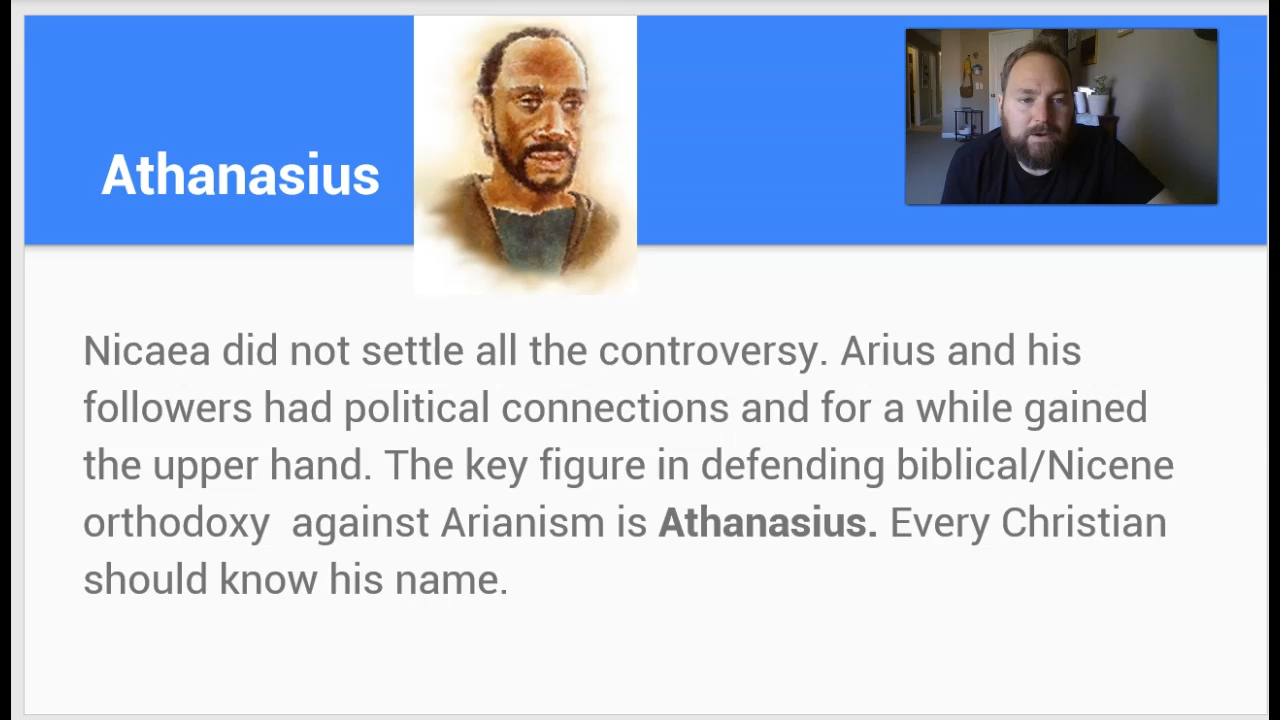 Athanasius
Nicaea did not settle all the controversy. Arius and his
followers had political connections and for a while gained
the upper hand. The key figure in defending biblical/Nicene
orthodoxy  against Arianism is Athanasius. Every Christian
should know his name.